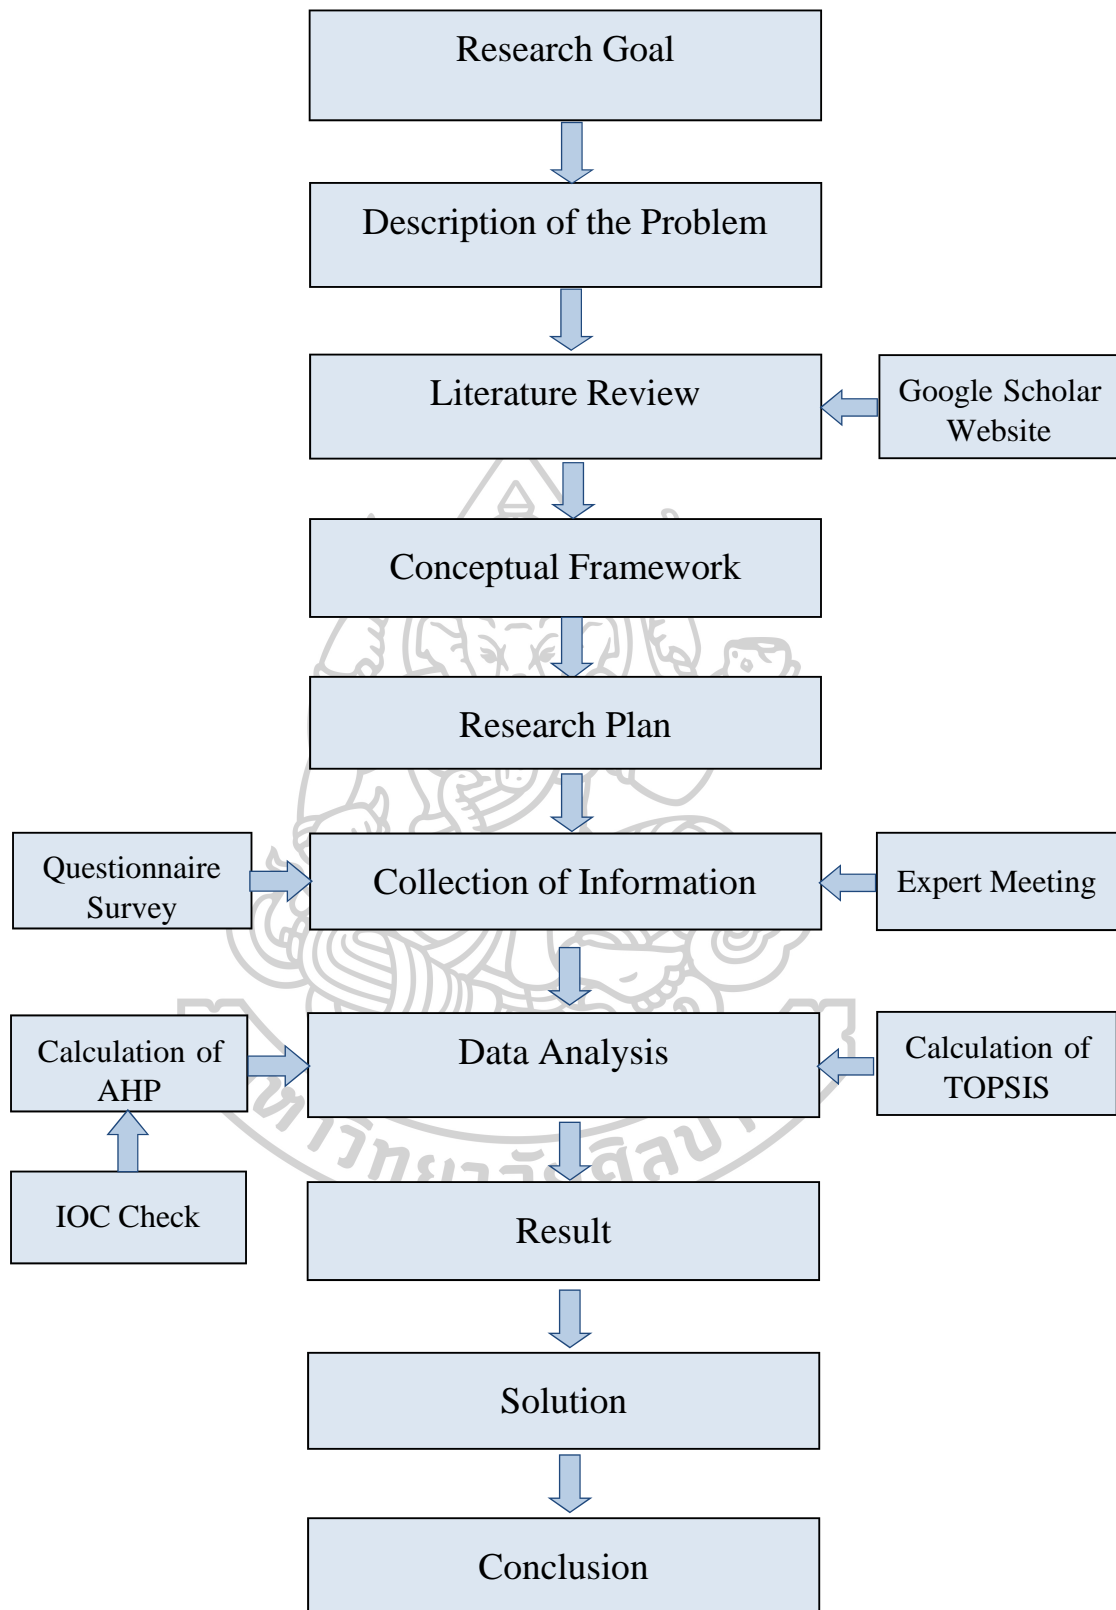 Research Goal
Description of the Problem
Literature Review
Google Scholar
Website
Conceptual Framework
Research Plan
Questionnaire
Survey
Collection of Information
Expert Meeting
Calculation of
AHP
Data Analysis
Calculation of
TOPSIS
IOC Check
Result
Solution
Conclusion